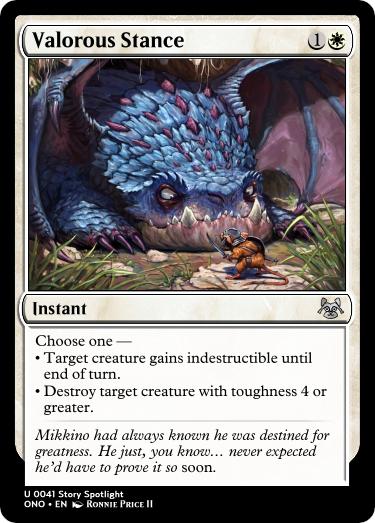 Valorous Stance 1
Instant
Choose one —
• Target creature gains indestructible until
end of turn.
• Destroy target creature with toughness 4 or
greater.
Mikkino had always known he was destined for
greatness. He just, you know... never expected
he'd have to prove it so soon.
U 0041 Story Spotlight
ONO • EN Ronnie Price II